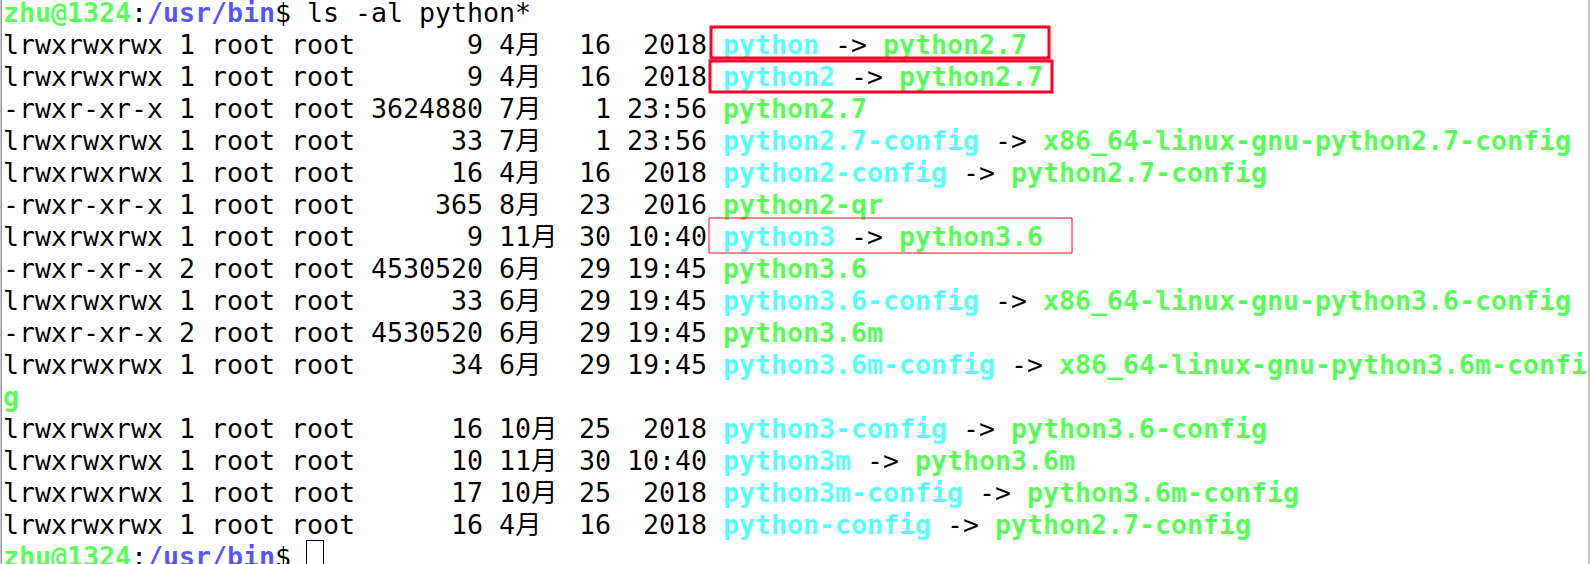 zhu@1324:/usr/bin$ ls -al python*
lrwxrwxrwx 1 root root       9 4月   16  2018 python -> python2.7
lrwxrwxrwx 1 root root       9 4月   16  2018 python2 -> python2.7
-rwxr-xr-x 1 root root 3624880 7月    1 23:56 python2.7
lrwxrwxrwx 1 root root      33 7月    1 23:56 python2.7-config -> x86_64-linux-gnu-python2.7-config
lrwxrwxrwx 1 root root      16 4月   16  2018 python2-config -> python2.7-config
-rwxr-xr-x 1 root root     365 8月   23  2016 python2-qr
lrwxrwxrwx 1 root root       9 11月  30 10:40 python3 -> python3.6
-rwxr-xr-x 2 root root 4530520 6月   29 19:45 python3.6
lrwxrwxrwx 1 root root      33 6月   29 19:45 python3.6-config -> x86_64-linux-gnu-python3.6-config
-rwxr-xr-x 2 root root 4530520 6月   29 19:45 python3.6m
lrwxrwxrwx 1 root root      34 6月   29 19:45 python3.6m-config -> x86_64-linux-gnu-python3.6m-confi
g
lrwxrwxrwx 1 root root      16 10月  25  2018 python3-config -> python3.6-config
lrwxrwxrwx 1 root root      10 11月  30 10:40 python3m -> python3.6m
lrwxrwxrwx 1 root root      17 10月  25  2018 python3m-config -> python3.6m-config
lrwxrwxrwx 1 root root      16 4月   16  2018 python-config -> python2.7-config
zhu@1324:/usr/bin$